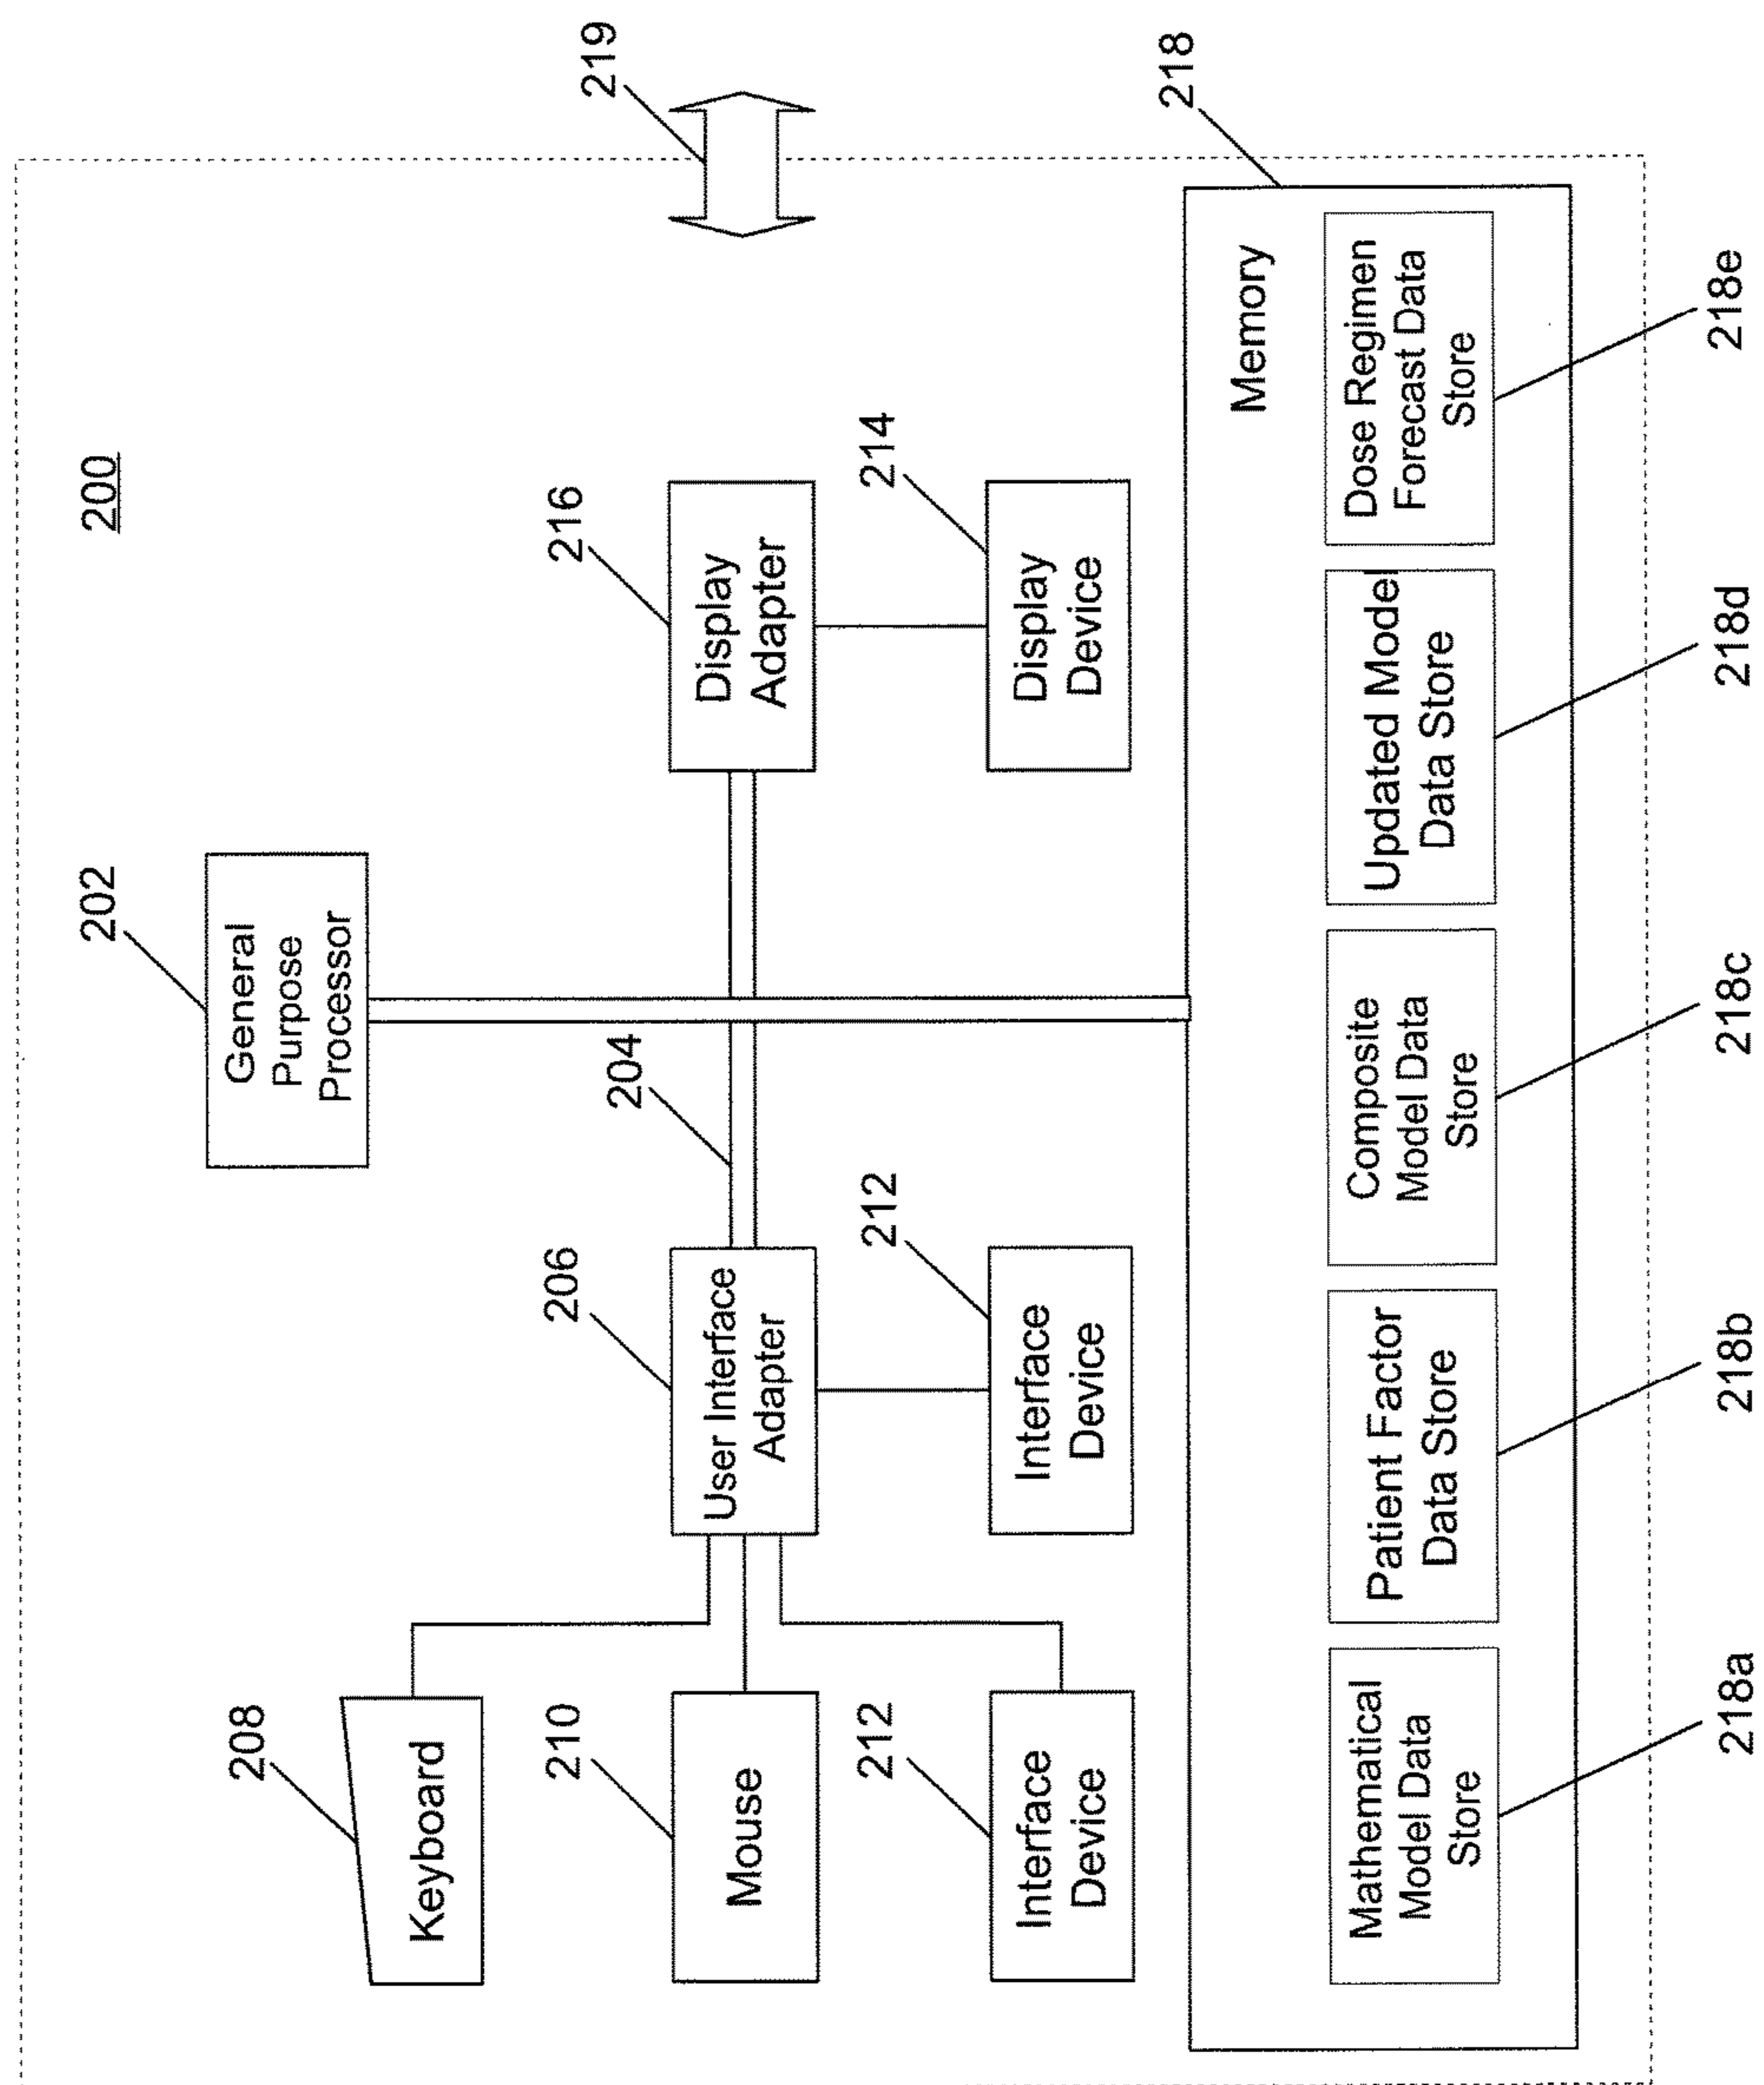 200
202
General
Purpose
Processor
219
208
Keyboard
204
206
User Interface
Adapter
216
Display
Adapter
210
Mouse
212
Interface
Device
212
Interface
Device
214
Display
Device
218
Memory
Mathematical
Model Data
Store
Patient Factor
Data Store
Composite
Model Data
Store
Updated Model
Data Store
Dose Regimen
Forecast Data
Store
218a
218b
218c
218d
218e